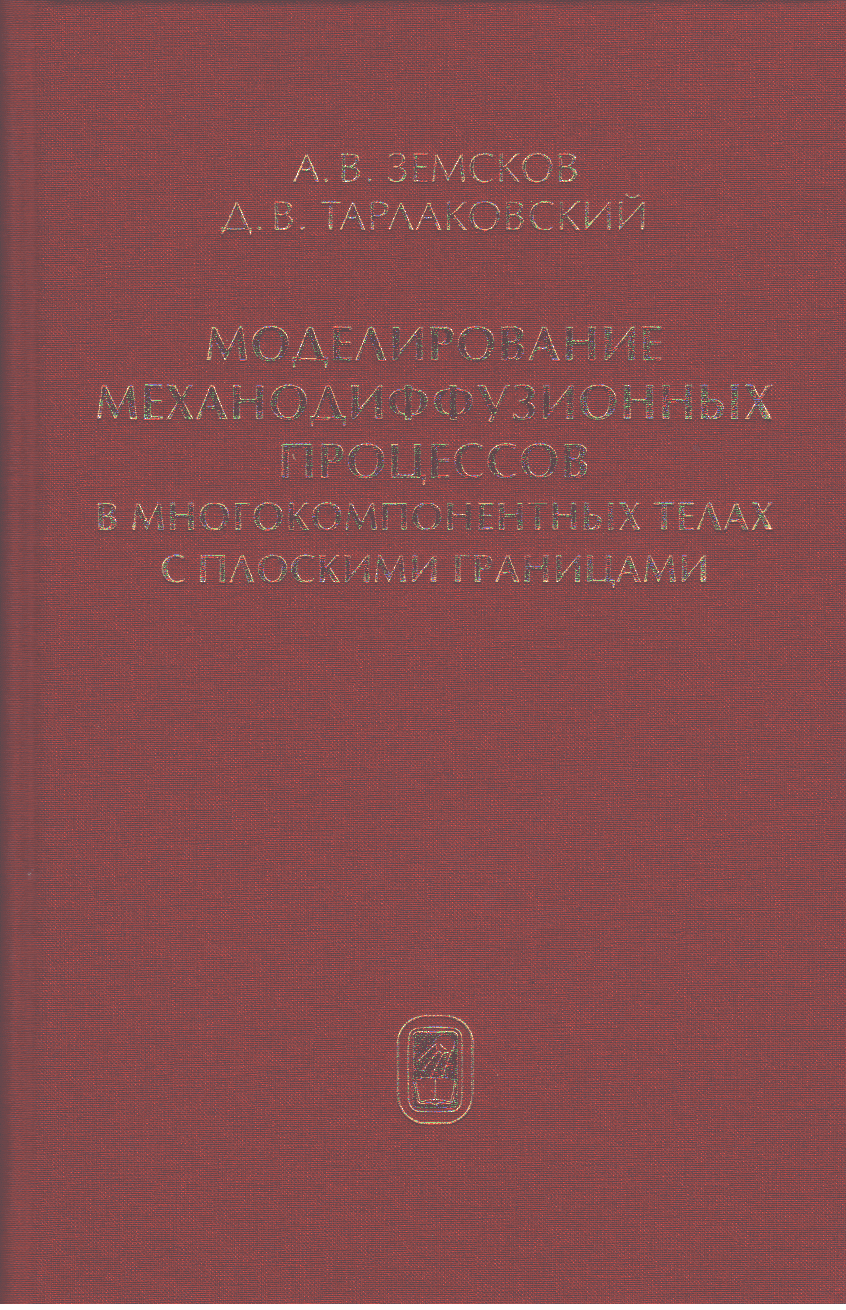 А. В. ЗЕМСКОВ
Д. В. ТАРЛАКОВСКИЙ
МОДЕЛИРОВАНИЕ
МЕХАНОДИФФУЗИОННЫХ
ПРОЦЕССОВ
В МНОГОКОМПОНЕНТНЫХ ТЕЛАХ
С ПЛОСКИМИ ГРАНИЦАМИ